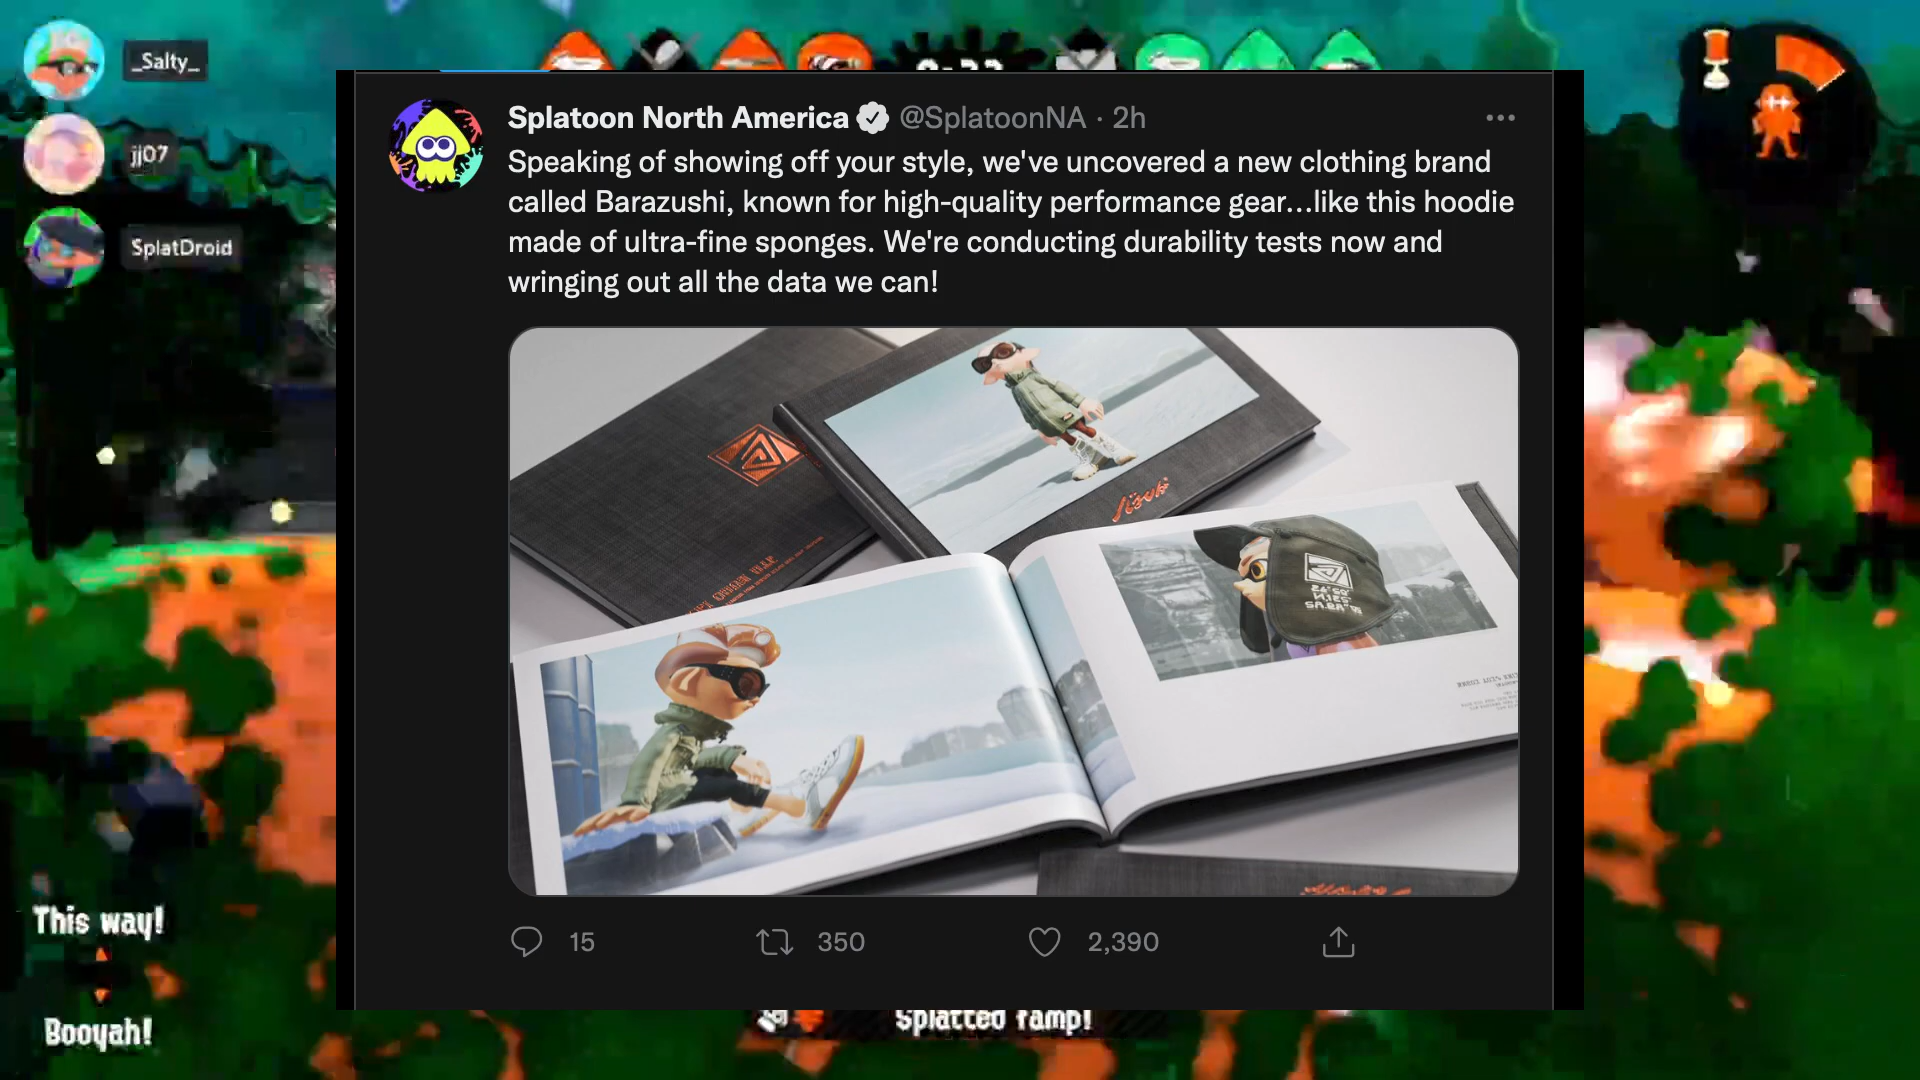 _Salty_
jj07
SplatDroid
Splatoon North America @SplatoonNA · 2h
Speaking of showing off your style, we've uncovered a new clothing brand
called Barazushi, known for high-quality performance gear...like this hoodie
made of ultra-fine sponges. We're conducting durability tests now and
wringing out all the data we can!
15
350
2,390
This way!
Booyah!
Splatted ramp!